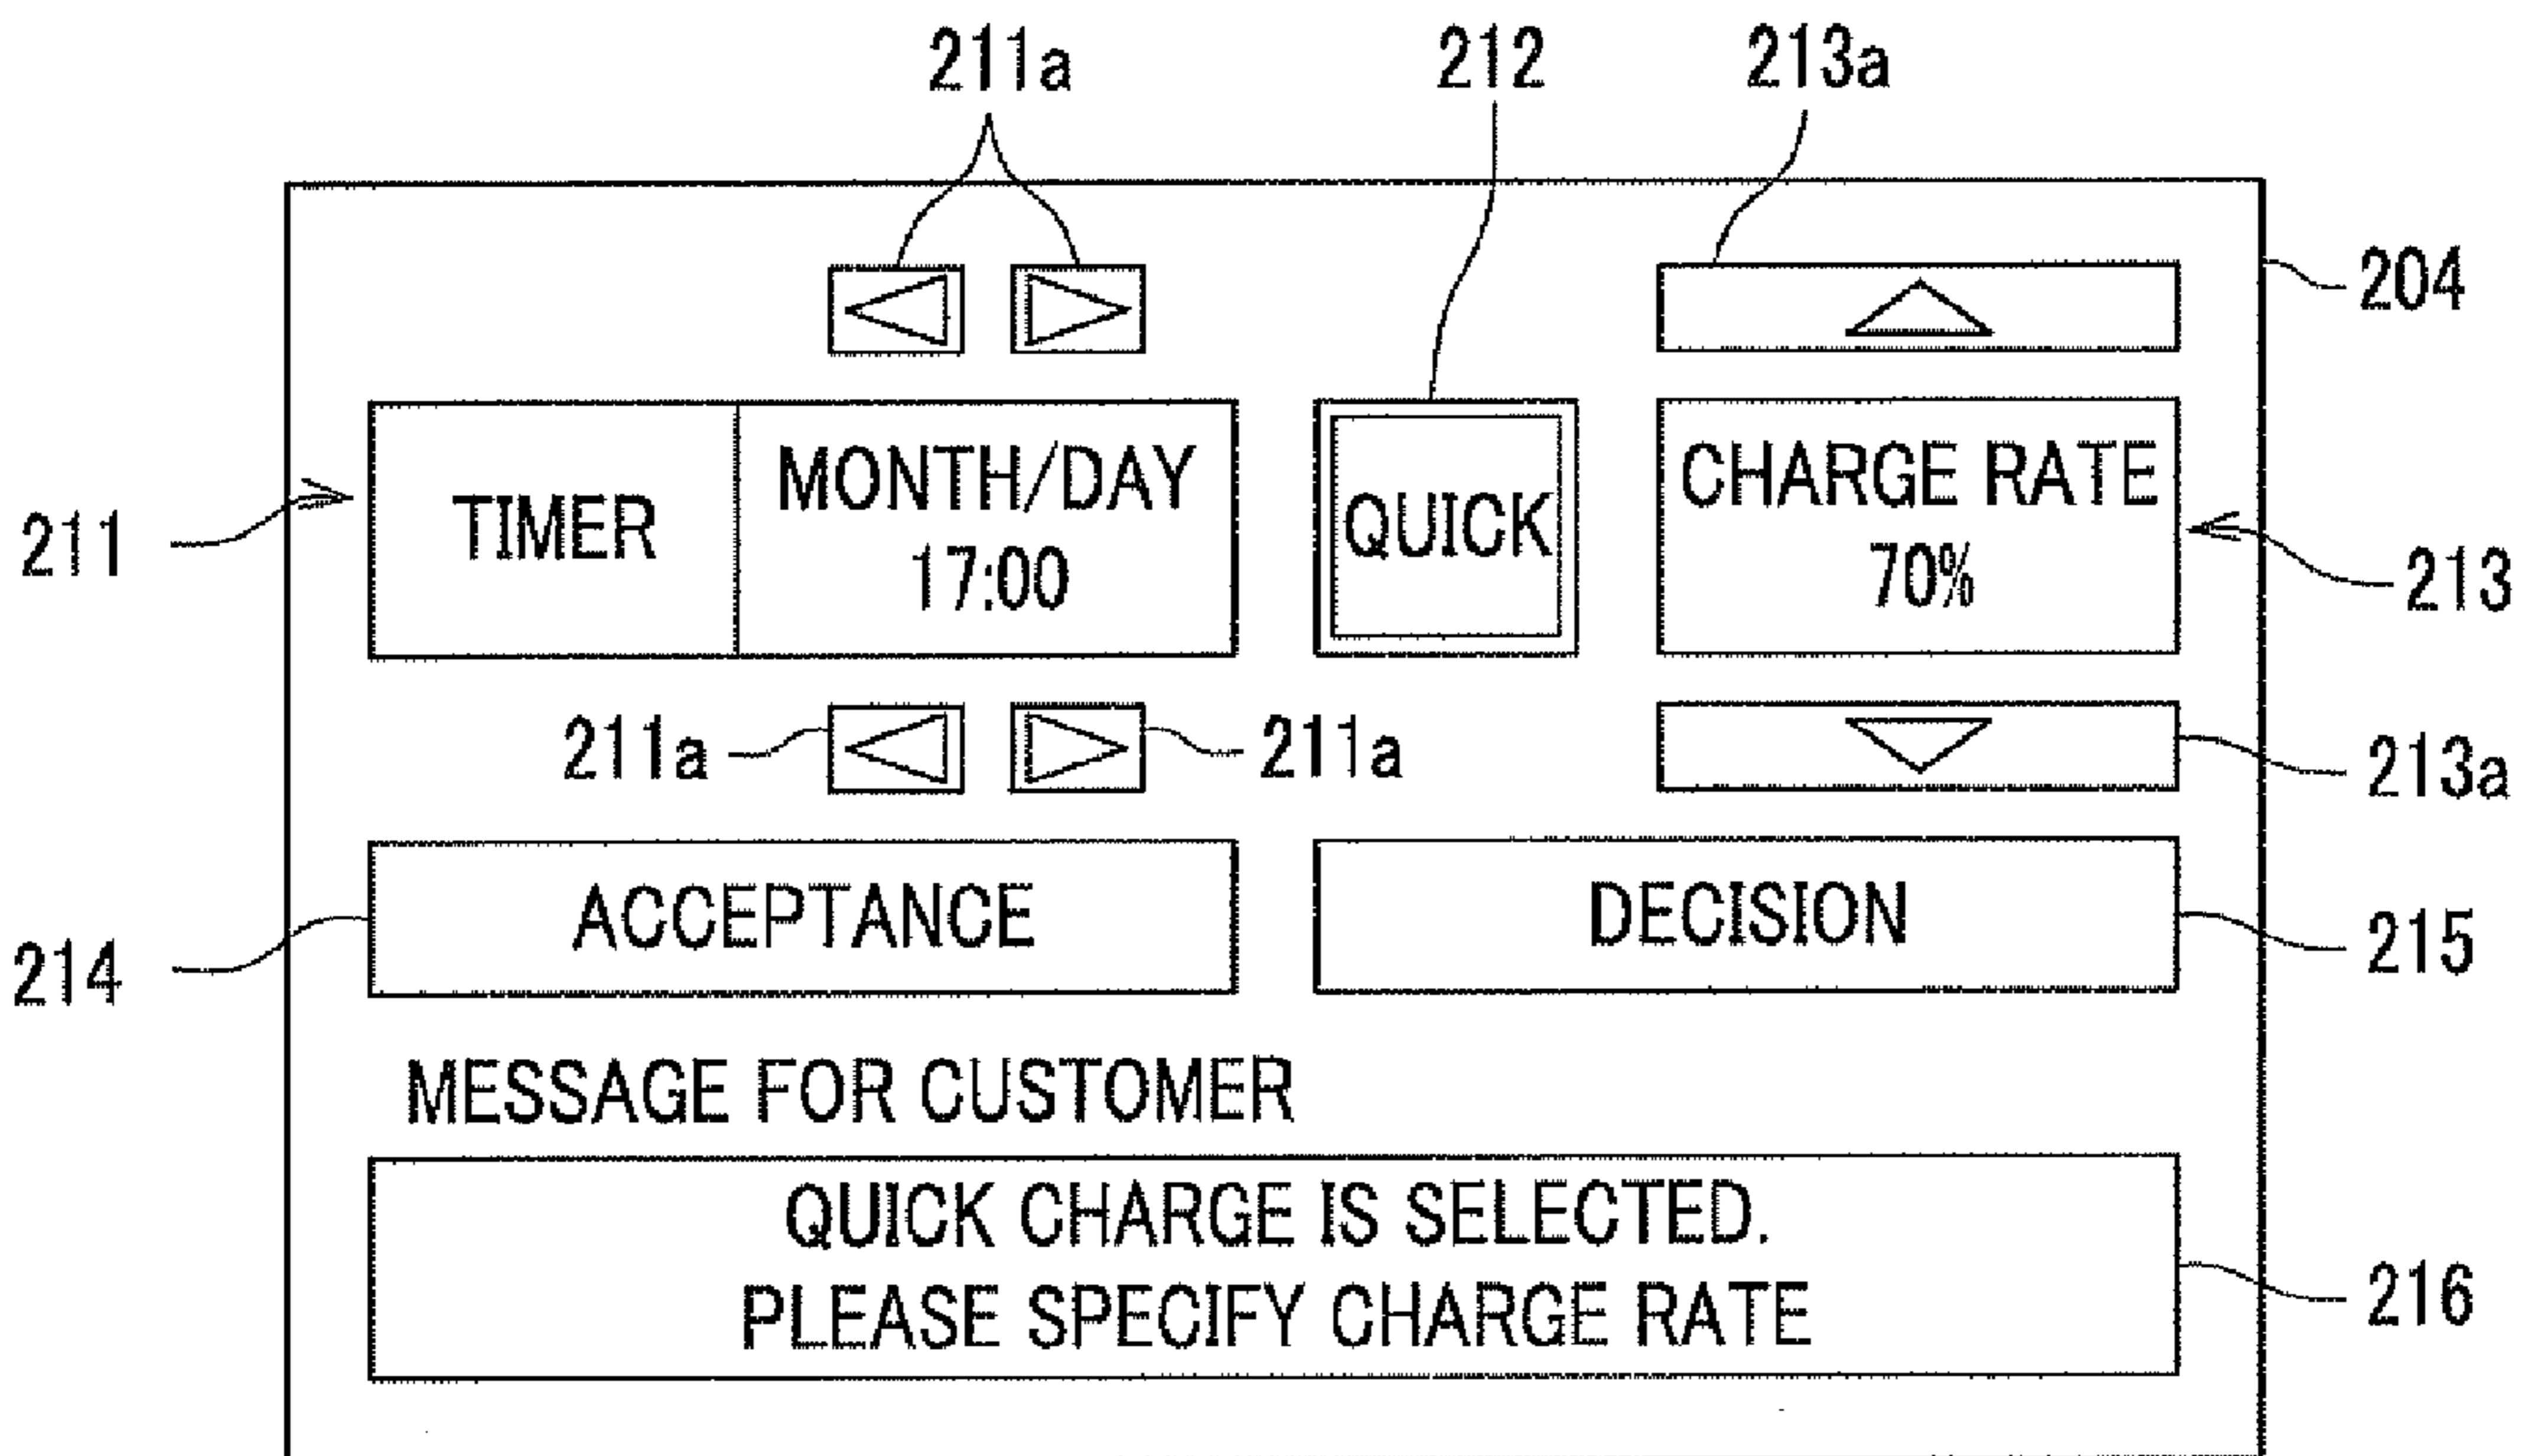 211a 212 213a
204
TIMER
MONTH/DAY
17:00
QUICK
CHARGE RATE
70%
211
213
211a 211a
213a
ACCEPTANCE
DECISION
214
215
MESSAGE FOR CUSTOMER
QUICK CHARGE IS SELECTED.
PLEASE SPECIFY CHARGE RATE
216